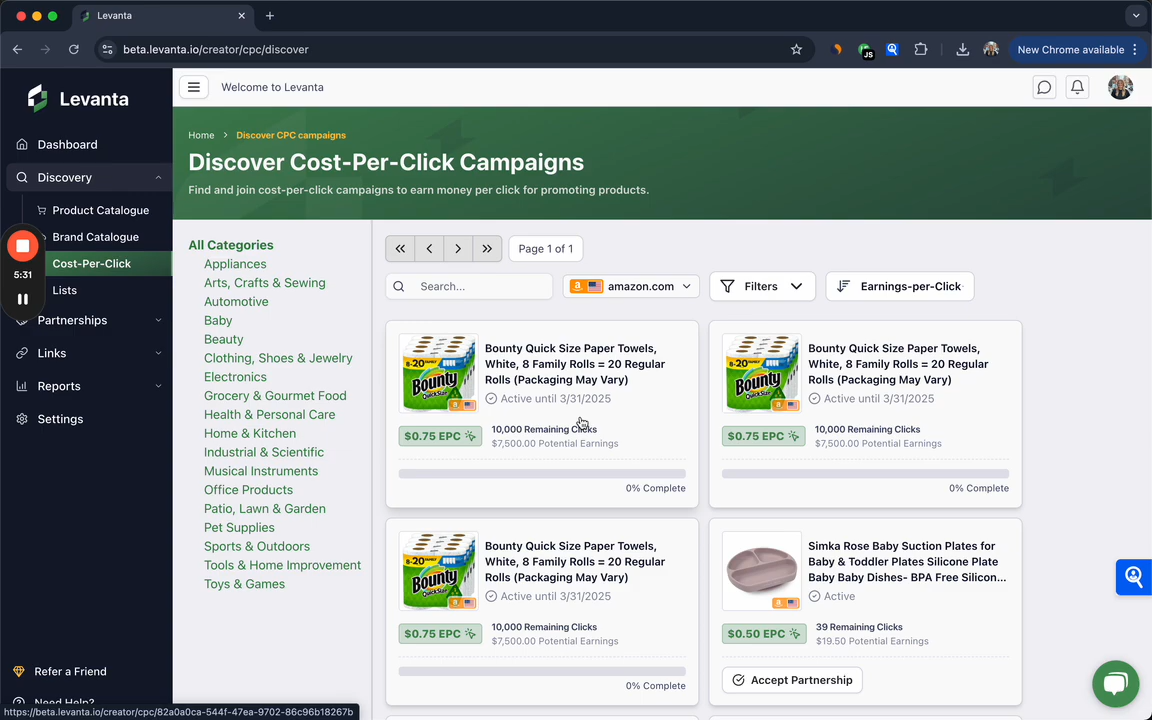 Levanta
beta.levanta.io/creator/cpc/discover
JS
New Chrome available
Levanta
Welcome to Levanta
Dashboard
Discovery
Product Catalogue
Brand Catalogue
Cost-Per-Click
Lists
Partnerships
Links
Reports
Settings
5:31
Refer a Friend
Need Help?
Home > Discover CPC campaigns
Discover Cost-Per-Click Campaigns
Find and join cost-per-click campaigns to earn money per click for promoting products.
All Categories
Appliances
Arts, Crafts & Sewing
Automotive
Baby
Beauty
Clothing, Shoes & Jewelry
Electronics
Grocery & Gourmet Food
Health & Personal Care
Home & Kitchen
Industrial & Scientific
Musical Instruments
Office Products
Patio, Lawn & Garden
Pet Supplies
Sports & Outdoors
Tools & Home Improvement
Toys & Games
Page 1 of 1
Search...
a amazon.com
Filters
Earnings-per-Click
Bounty Quick Size Paper Towels,
White, 8 Family Rolls = 20 Regular
Rolls (Packaging May Vary)
Active until 3/31/2025
$0.75 EPC
10,000 Remaining Clicks
$7,500.00 Potential Earnings
0% Complete
Bounty Quick Size Paper Towels,
White, 8 Family Rolls = 20 Regular
Rolls (Packaging May Vary)
Active until 3/31/2025
$0.75 EPC
10,000 Remaining Clicks
$7,500.00 Potential Earnings
0% Complete
Bounty Quick Size Paper Towels,
White, 8 Family Rolls = 20 Regular
Rolls (Packaging May Vary)
Active until 3/31/2025
$0.75 EPC
10,000 Remaining Clicks
$7,500.00 Potential Earnings
0% Complete
Simka Rose Baby Suction Plates for
Baby & Toddler Plates Silicone Plate
Baby Baby Dishes- BPA Free Silicon...
Active
$0.50 EPC
39 Remaining Clicks
$19.50 Potential Earnings
Accept Partnership
https://beta.levanta.io/creator/cpc/82a0a0ca-544f-47ea-9702-86c96b18267b